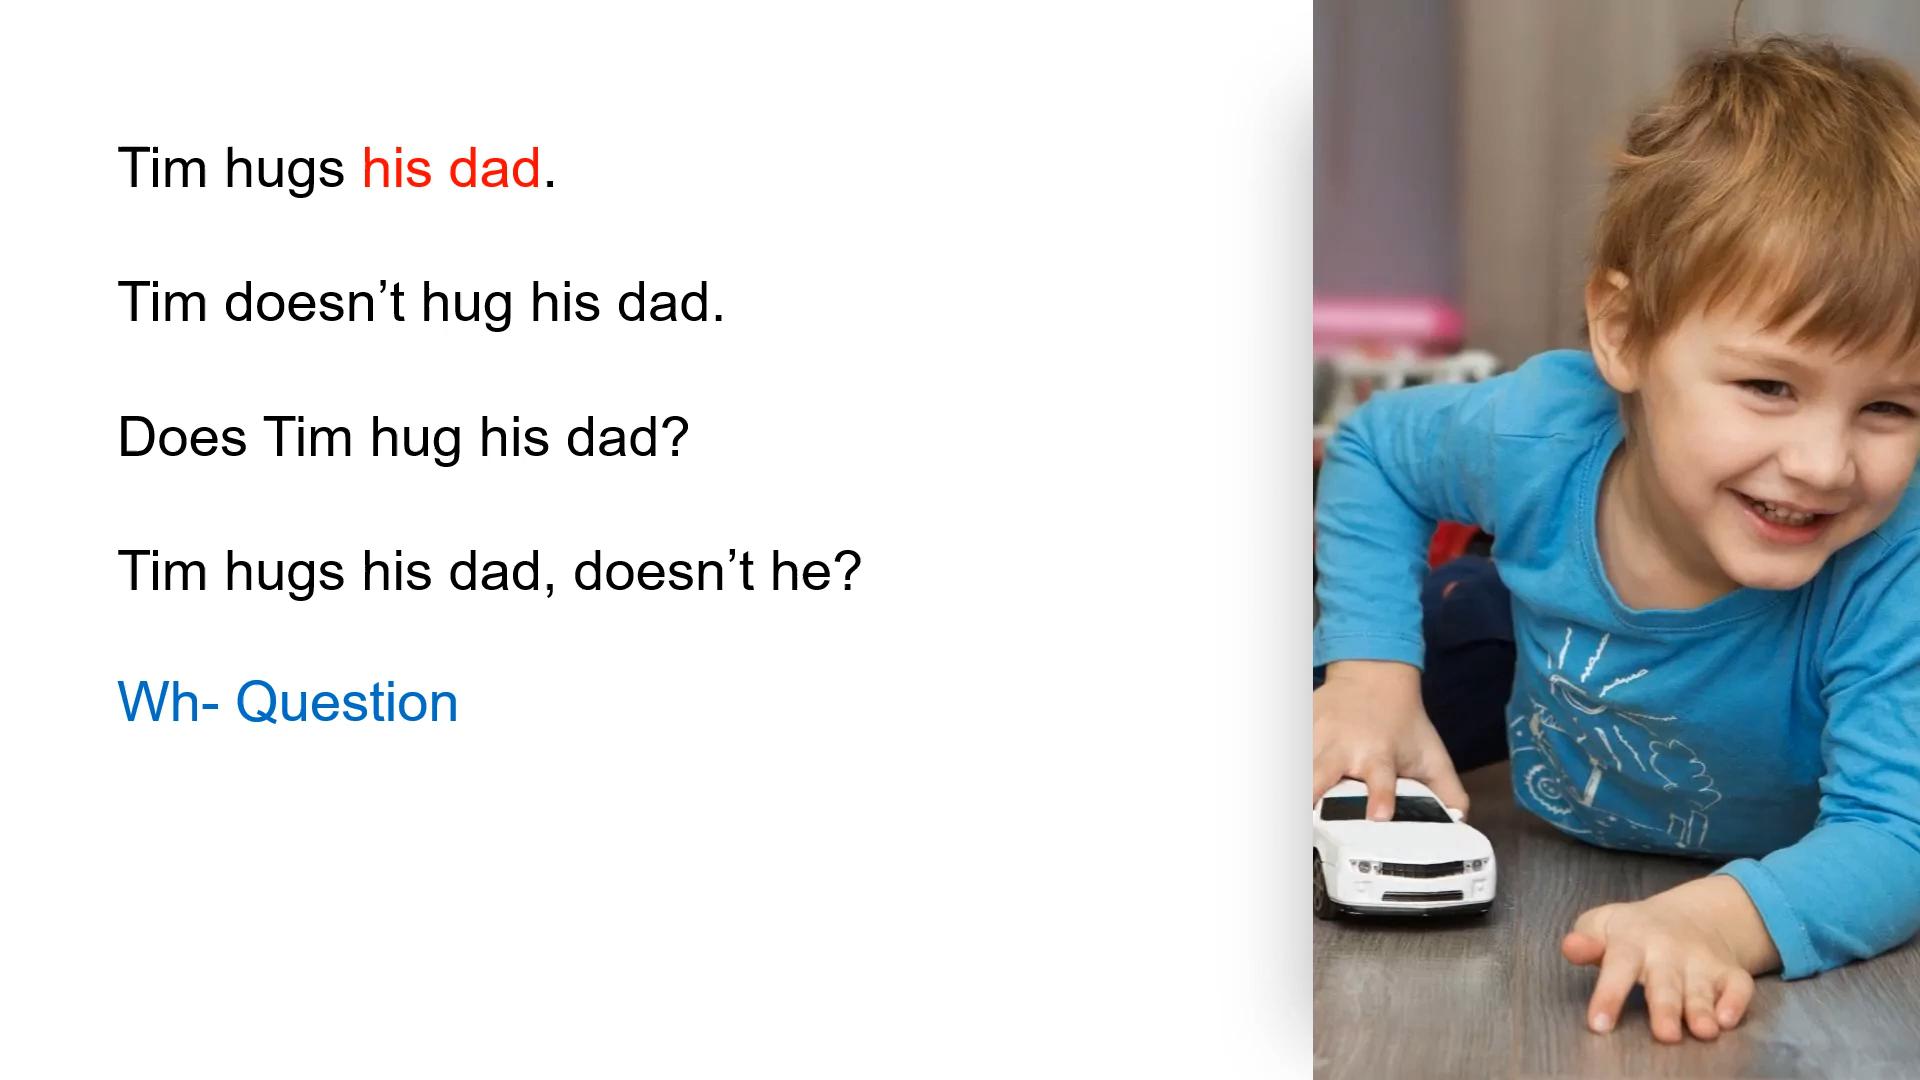 Tim hugs his dad.
Tim doesn’t hug his dad.
Does Tim hug his dad?
Tim hugs his dad, doesn’t he?
Wh- Question